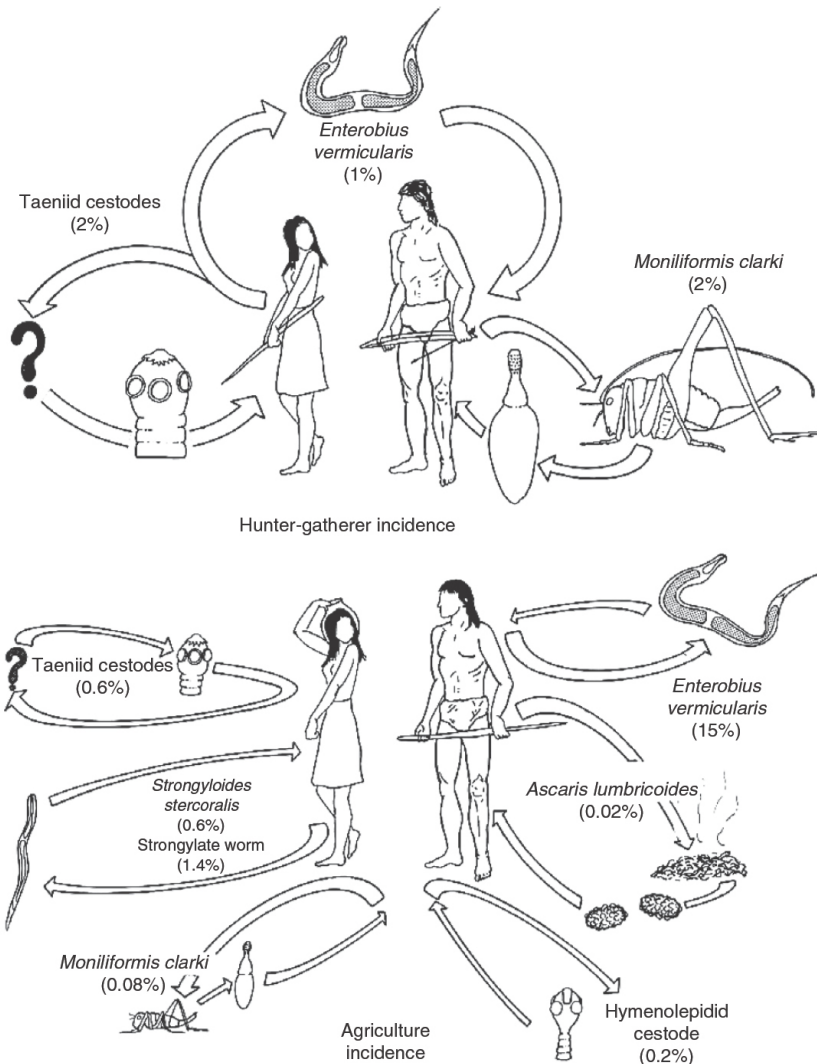 Enterobius
vermicularis
(1%)
Taeniid cestodes
(2%)
Moniliformis clarki
(2%)
?
Hunter-gatherer incidence
?
Taeniid cestodes
(0.6%)
Enterobius
vermicularis
(15%)
Strongyloides
stercoralis
(0.6%)
Strongylate worm
(1.4%)
Ascaris lumbricoides
(0.02%)
Moniliformis clarki
(0.08%)
Hymenolepidid
cestode
(0.2%)
Agriculture
incidence